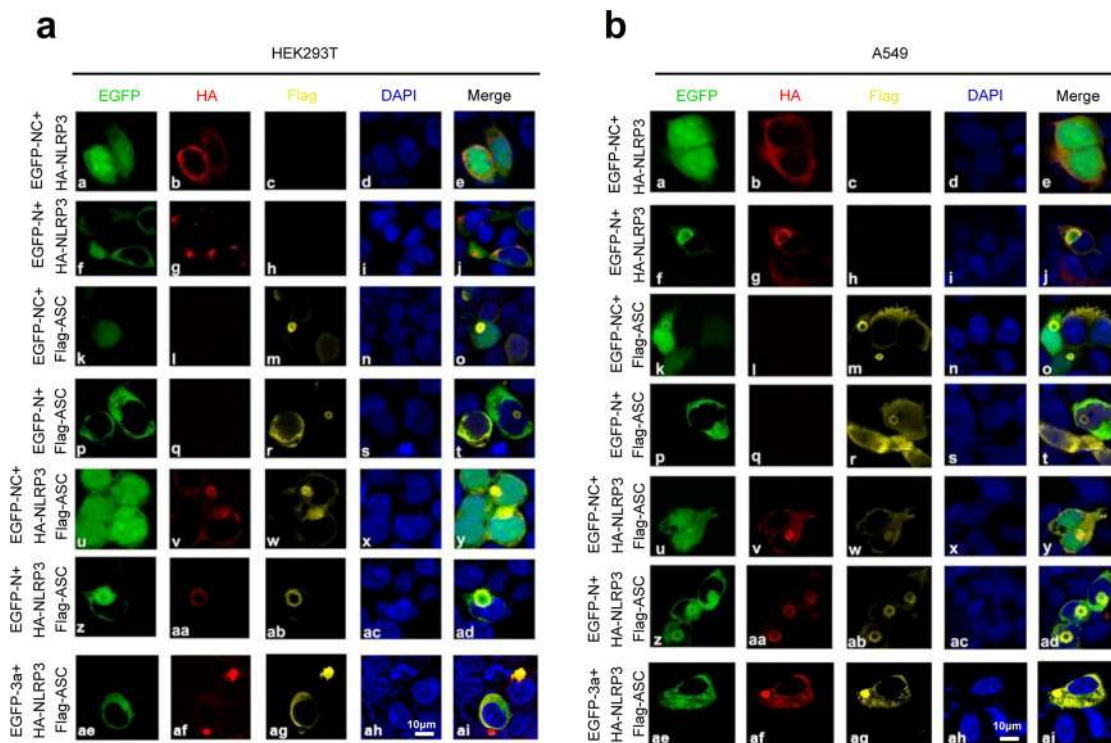 a
HEK293T
EGFP HA Flag DAPI Merge
EGFP-NC+
HA-NLRP3
a b c d e
EGFP-N+
HA-NLRP3
f g h i j
EGFP-NC+
Flag-ASC
k l m n o
EGFP-N+
Flag-ASC
p q r s t
EGFP-NC+
HA-NLRP3
Flag-ASC
u v w x y
EGFP-N+
HA-NLRP3
Flag-ASC
z aa ab ac ad
EGFP-3a+
HA-NLRP3
Flag-ASC
ae af ag ah 10μm ai
b
A549
EGFP HA Flag DAPI Merge
EGFP-NC+
HA-NLRP3
a b c d e
EGFP-N+
HA-NLRP3
f g h i j
EGFP-NC+
Flag-ASC
k l m n o
EGFP-N+
Flag-ASC
p q r s t
EGFP-NC+
HA-NLRP3
Flag-ASC
u v w x y
EGFP-N+
HA-NLRP3
Flag-ASC
z aa ab ac ad
EGFP-3a+
HA-NLRP3
Flag-ASC
ae af ag ah 10μm ai